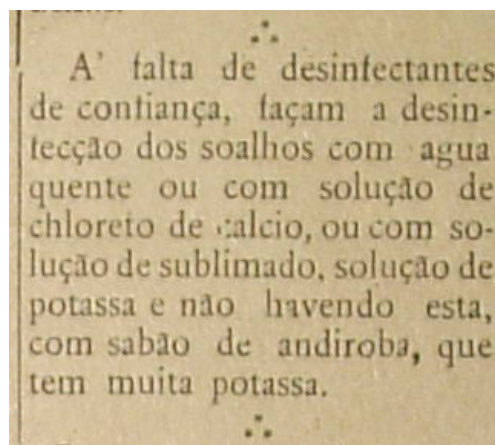 A' falta de desinfectantes
de confiança, façam a desin-
fecção dos soalhos com agua
quente ou com solução de
chloreto de calcio, ou com so-
lução de sublimado, solução de
potassa e não havendo esta,
com sabão de andiroba, que
tem muita potassa.